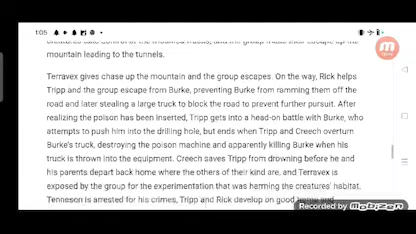 1:05
mountain leading to the tunnels.
Terravex gives chase up the mountain and the group escapes. On the way, Rick helps
Tripp and the group escape from Burke, preventing Burke from ramming them off the
road and later stealing a large truck to block the road to prevent further pursuit. After
realizing the poison has been inserted, Tripp gets into a head-on battle with Burke, who
attempts to push him into the drilling hole, but ends when Tripp and Creech overturn
Burke's truck, destroying the poison machine and apparently killing Burke when his
truck is thrown into the equipment. Creech saves Tripp from drowning before he and
his parents depart back home where the others of their kind are, and Terravex is
exposed by the group for the experimentation that was harming the creatures' habitat.
Tenneson is arrested for his crimes, Tripp and Rick develop on good
Recorded by Mobizen